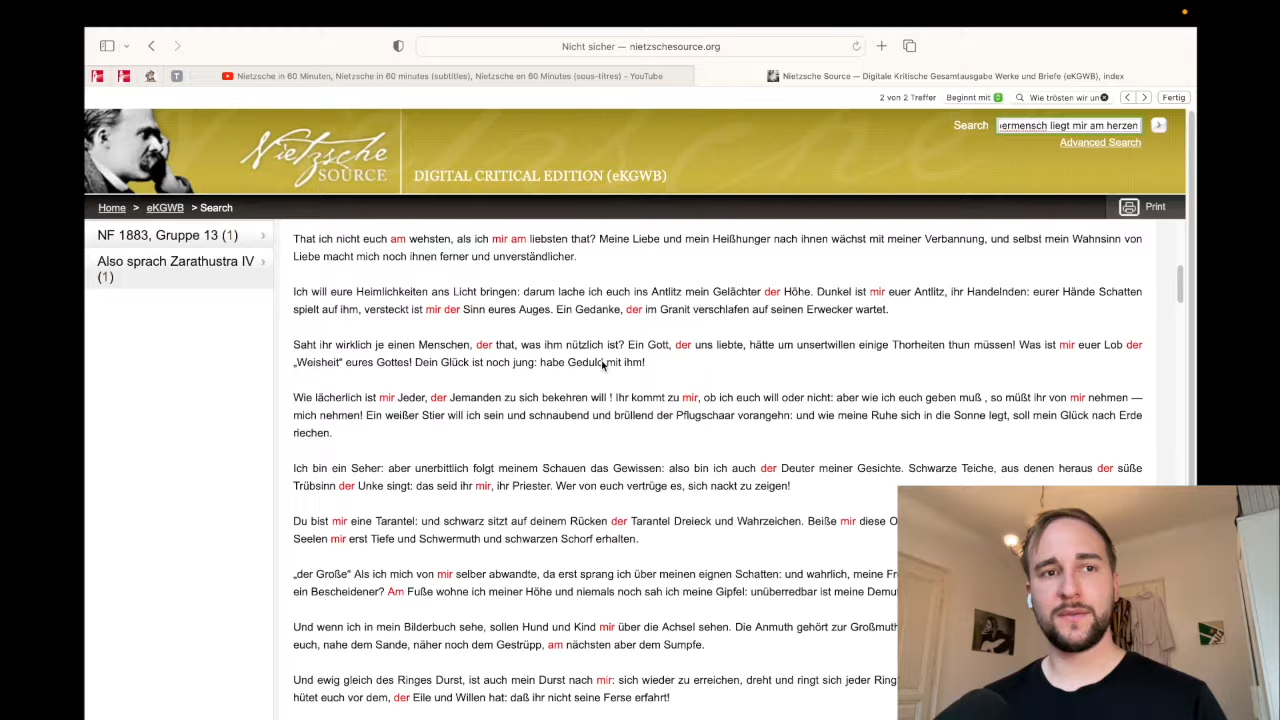 Nicht sicher — nietzschesource.org
Nietzsche in 60 Minuten, Nietzsche in 60 minutes (subtitles), Nietzsche en 60 Minutes (sous-titres) - YouTube
Nietzsche Source — Digitale Kritische Gesamtausgabe Werke und Briefe (eKGWB), index
2 von 2 Treffer
Beginnt mit
Wie trösten wir un
Fertig
Nietzsche
SOURCE
DIGITAL CRITICAL EDITION (eKGWB)
Search
ermensch liegt mir am herzen
Advanced Search
Home > eKGWB > Search
Print
NF 1883, Gruppe 13 (1)
Also sprach Zarathustra IV
(1)
That ich nicht euch am wehsten, als ich mir am liebsten that? Meine Liebe und mein Heißhunger nach ihnen wächst mit meiner Verbannung, und selbst mein Wahnsinn von
Liebe macht mich noch ihnen ferner und unverständlicher.
Ich will eure Heimlichkeiten ans Licht bringen: darum lache ich euch ins Antlitz mein Gelächter der Höhe. Dunkel ist mir euer Antlitz, ihr Handelnden: eurer Hände Schatten
spielt auf ihm, versteckt ist mir der Sinn eures Auges. Ein Gedanke, der im Granit verschlafen auf seinen Erwecker wartet.
Saht ihr wirklich je einen Menschen, der that, was ihm nützlich ist? Ein Gott, der uns liebte, hätte um unsertwillen einige Thorheiten thun müssen! Was ist mir euer Lob der
„Weisheit“ eures Gottes! Dein Glück ist noch jung: habe Geduld mit ihm!
Wie lächerlich ist mir Jeder, der Jemanden zu sich bekehren will ! Ihr kommt zu mir, ob ich euch will oder nicht: aber wie ich euch geben muß , so müßt ihr von mir nehmen —
mich nehmen! Ein weißer Stier will ich sein und schnaubend und brüllend der Pflugschaar vorangehn: und wie meine Ruhe sich in die Sonne legt, soll mein Glück nach Erde
riechen.
Ich bin ein Seher: aber unerbittlich folgt meinem Schauen das Gewissen: also bin ich auch der Deuter meiner Gesichte. Schwarze Teiche, aus denen heraus der süße
Trübsinn der Unke singt: das seid ihr mir, ihr Priester. Wer von euch vertrüge es, sich nackt zu zeigen!
Du bist mir eine Tarantel: und schwarz sitzt auf deinem Rücken der Tarantel Dreieck und Wahrzeichen. Beiße mir diese
Seelen mir erst Tiefe und Schwermuth und schwarzen Schorf erhalten.
„der Große“ Als ich mich von mir selber abwandte, da erst sprang ich über meinen eignen Schatten: und wahrlich, meine
ein Bescheidener? Am Fuße wohne ich meiner Höhe und niemals noch sah ich meine Gipfel: unüberredbar ist meine
Und wenn ich in mein Bilderbuch sehe, sollen Hund und Kind mir über die Achsel sehen. Die Anmuth gehört zur
euch, nahe dem Sande, näher noch dem Gestrüpp, am nächsten aber dem Sumpfe.
Und ewig gleich des Ringes Durst, ist auch mein Durst nach mir: sich wieder zu erreichen, dreht und ringt sich jeder Ring
hütet euch vor dem, der Eile und Willen hat: daß ihr nicht seine Ferse erfahrt!